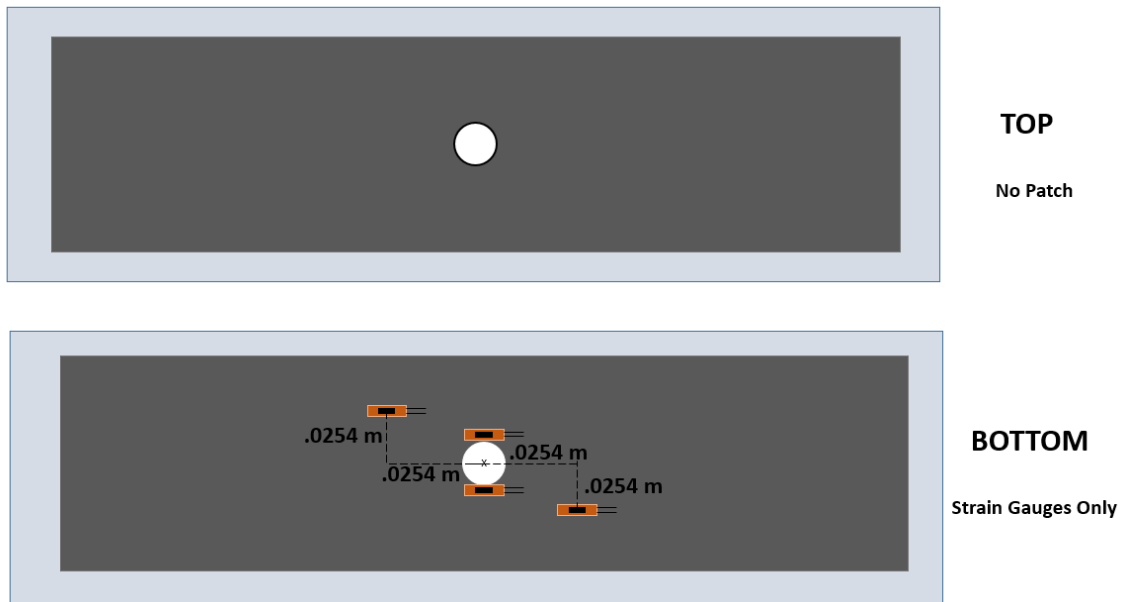 TOP
No Patch
.0254 m
x
.0254 m
.0254 m
.0254 m
BOTTOM
Strain Gauges Only